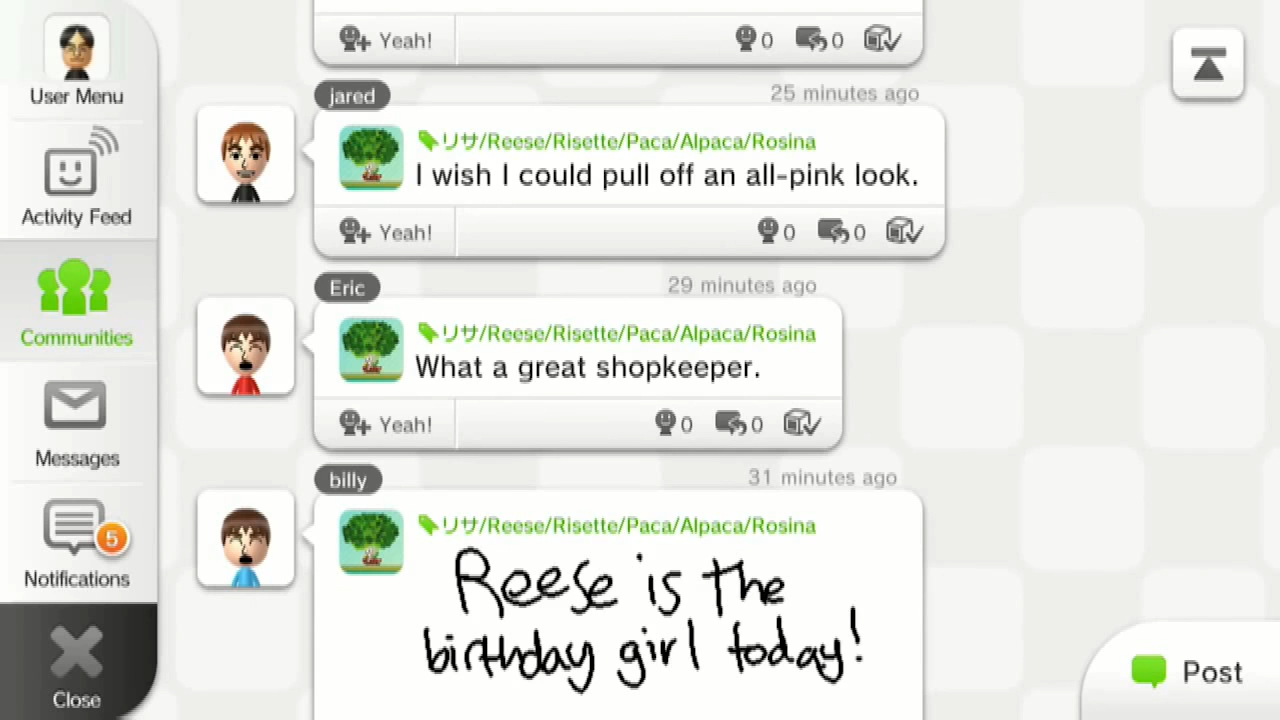 Yeah!
0
0
User Menu
Activity Feed
Communities
Messages
5
Notifications
Close
jared
25 minutes ago
リサ/Reese/Risette/Paca/Alpaca/Rosina
I wish I could pull off an all-pink look.
Yeah!
0
0
Eric
29 minutes ago
リサ/Reese/Risette/Paca/Alpaca/Rosina
What a great shopkeeper.
Yeah!
0
0
billy
31 minutes ago
リサ/Reese/Risette/Paca/Alpaca/Rosina
Reese is the
birthday girl today!
Post